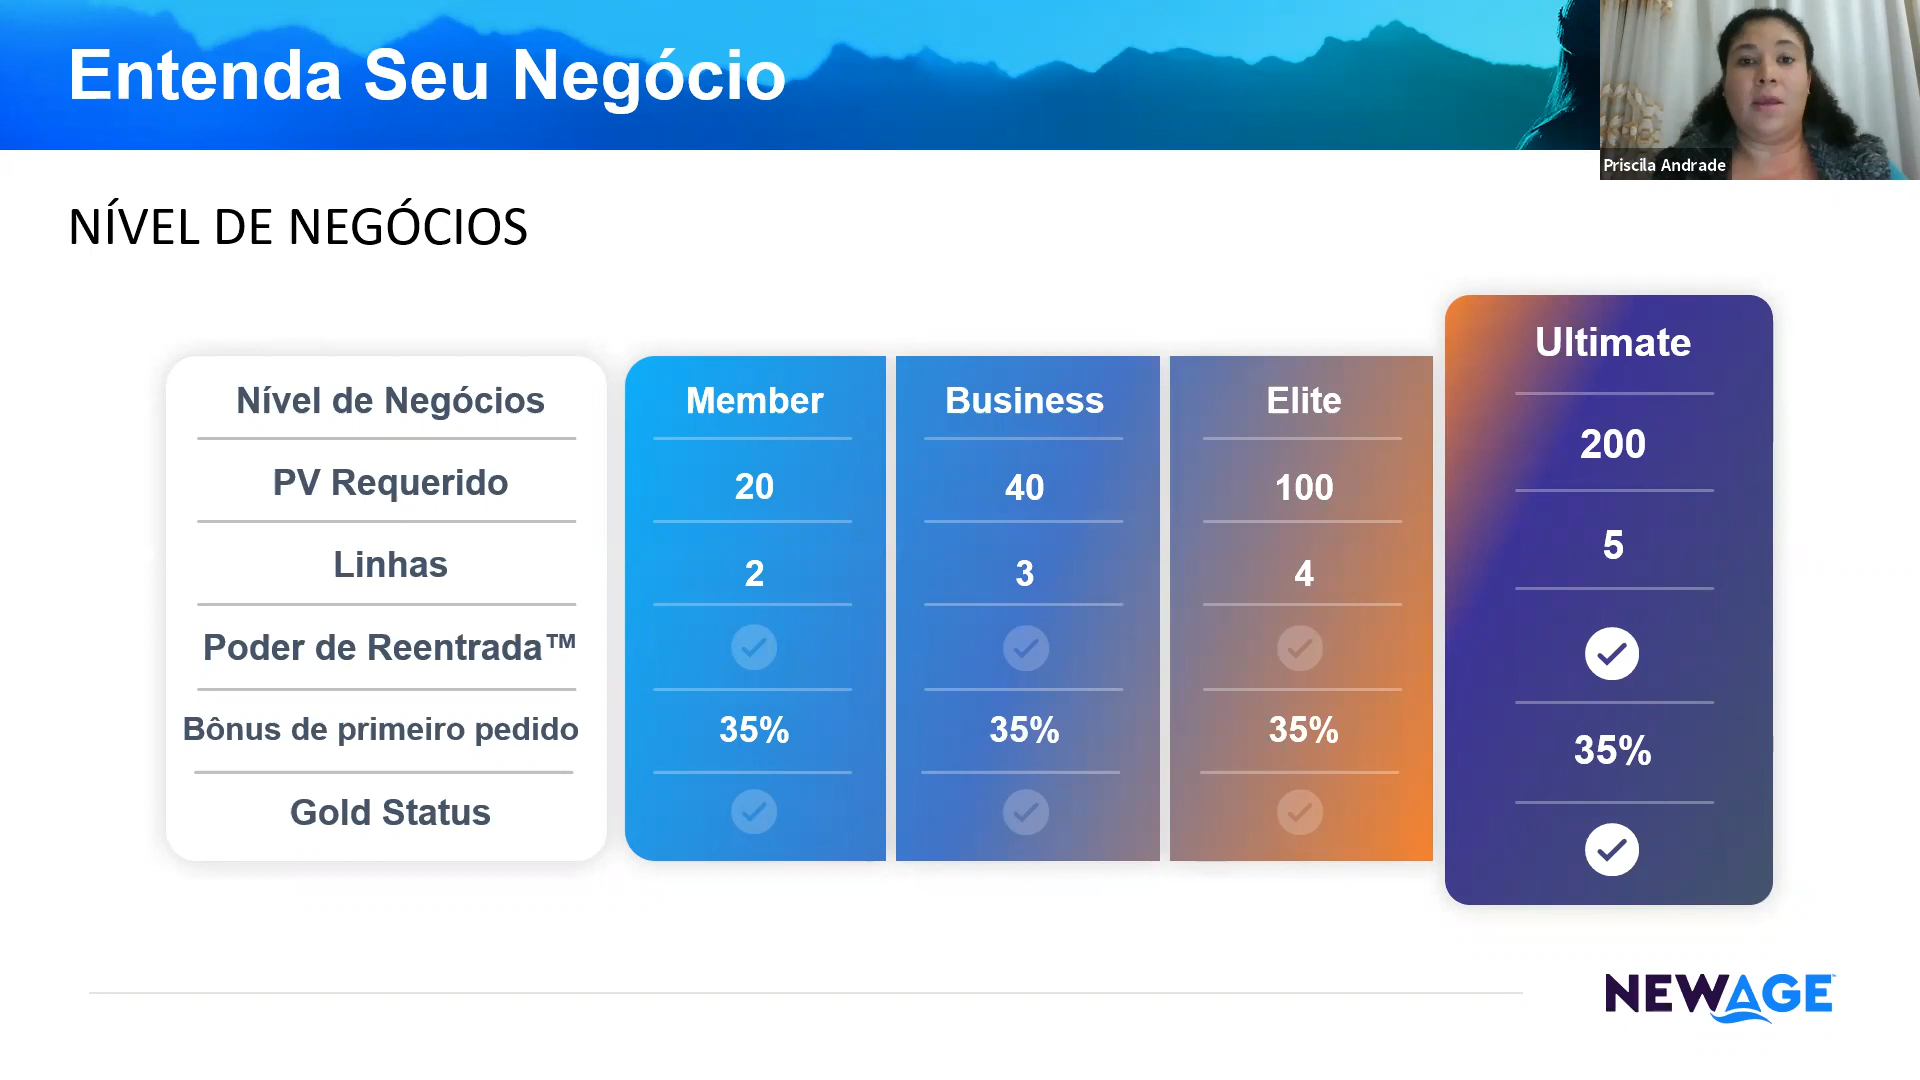 Entenda Seu Negócio
Priscila Andrade
NÍVEL DE NEGÓCIOS
Nível de Negócios Member Business Elite Ultimate
PV Requerido 20 40 100 200
Linhas 2 3 4 5
Poder de Reentrada™
Bônus de primeiro pedido 35% 35% 35% 35%
Gold Status
NEWAGE